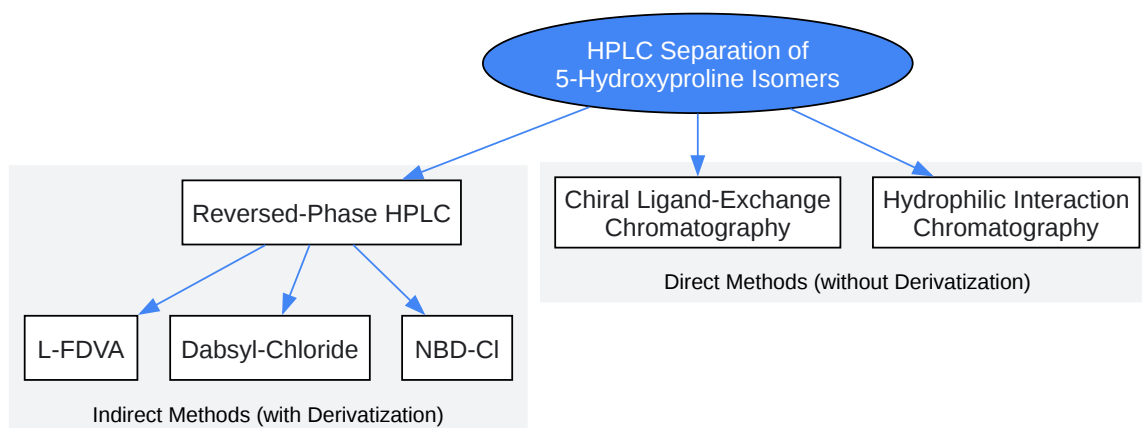 HPLC Separation of
5-Hydroxyproline Isomers
Reversed-Phase HPLC
L-FDVA
Dabsyl-Chloride
NBD-Cl
Indirect Methods (with Derivatization)
Chiral Ligand-Exchange
Chromatography
Hydrophilic Interaction
Chromatography
Direct Methods (without Derivatization)